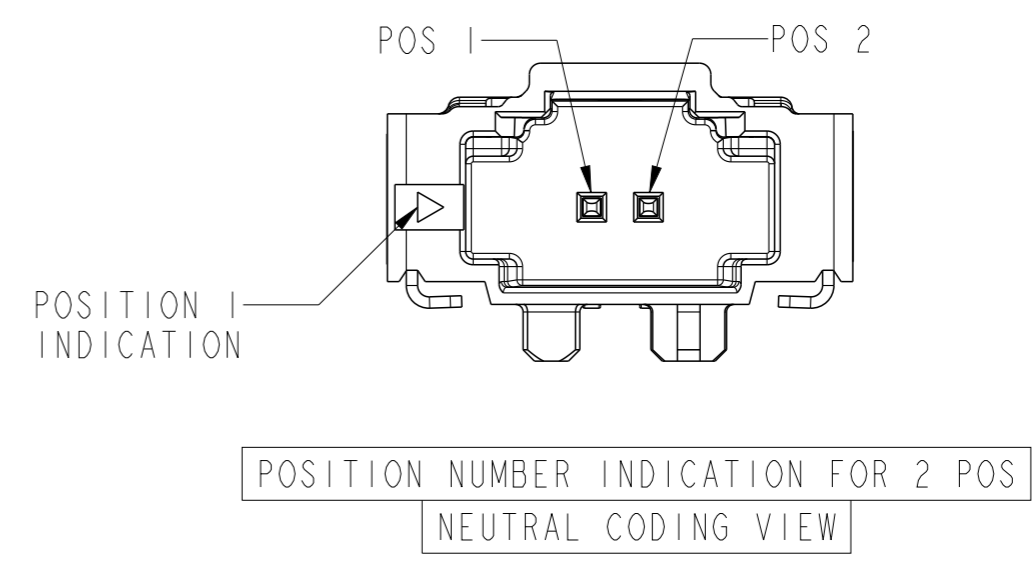 POS 1
POS 2
POSITION 1
INDICATION
POSITION NUMBER INDICATION FOR 2 POS
NEUTRAL CODING VIEW